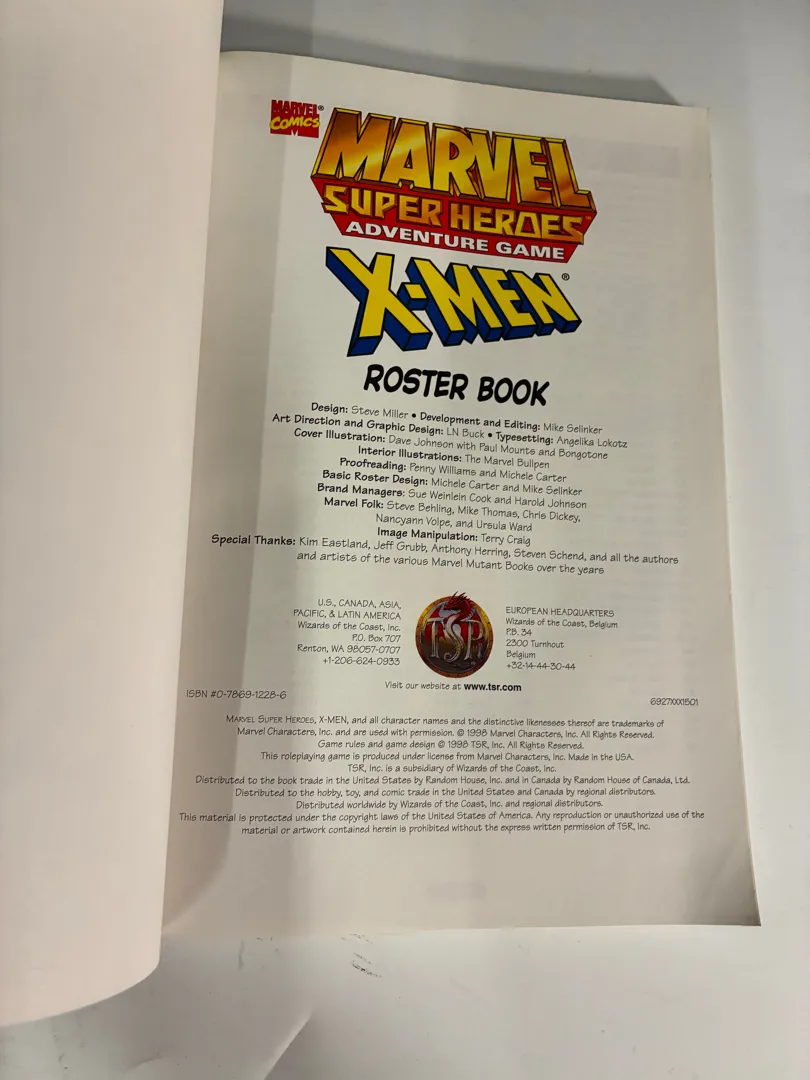 MARVEL®
COMICS
MARVEL
SUPER HEROES™
ADVENTURE GAME
X-MEN®
ROSTER BOOK
Design: Steve Miller • Development and Editing: Mike Selinker
Art Direction and Graphic Design: LN Buck • Typesetting: Angelika Lokotz
Cover Illustration: Dave Johnson with Paul Mounts and Bongotone
Interior Illustrations: The Marvel Bullpen
Proofreading: Penny Williams and Michele Carter
Basic Roster Design: Michele Carter and Mike Selinker
Brand Managers: Sue Weinlein Cook and Harold Johnson
Marvel Folk: Steve Behling, Mike Thomas, Chris Dickey,
Nancyann Volpe, and Ursula Ward
Image Manipulation: Terry Craig
Special Thanks: Kim Eastland, Jeff Grubb, Anthony Herring, Steven Schend, and all the authors
and artists of the various Marvel Mutant Books over the years
U.S., CANADA, ASIA,
PACIFIC, & LATIN AMERICA
Wizards of the Coast, Inc.
P.O. Box 707
Renton, WA 98057-0707
+1-206-624-0933
TSR
EUROPEAN HEADQUARTERS
Wizards of the Coast, Belgium
P.B. 34
2300 Turnhout
Belgium
+32-14-44-30-44
Visit our website at www.tsr.com
ISBN #0-7869-1228-6
6927XXX1501
MARVEL SUPER HEROES, X-MEN, and all character names and the distinctive likenesses thereof are trademarks of
Marvel Characters, Inc. and are used with permission. © 1998 Marvel Characters, Inc. All Rights Reserved.
Game rules and game design © 1998 TSR, Inc. All Rights Reserved.
This roleplaying game is produced under license from Marvel Characters, Inc. Made in the USA.
TSR, Inc. is a subsidiary of Wizards of the Coast, Inc.
Distributed to the book trade in the United States by Random House, Inc. and in Canada by Random House of Canada, Ltd.
Distributed to the hobby, toy, and comic trade in the United States and Canada by regional distributors.
Distributed worldwide by Wizards of the Coast, Inc. and regional distributors.
This material is protected under the copyright laws of the United States of America. Any reproduction or unauthorized use of the
material or artwork contained herein is prohibited without the express written permission of TSR, Inc.